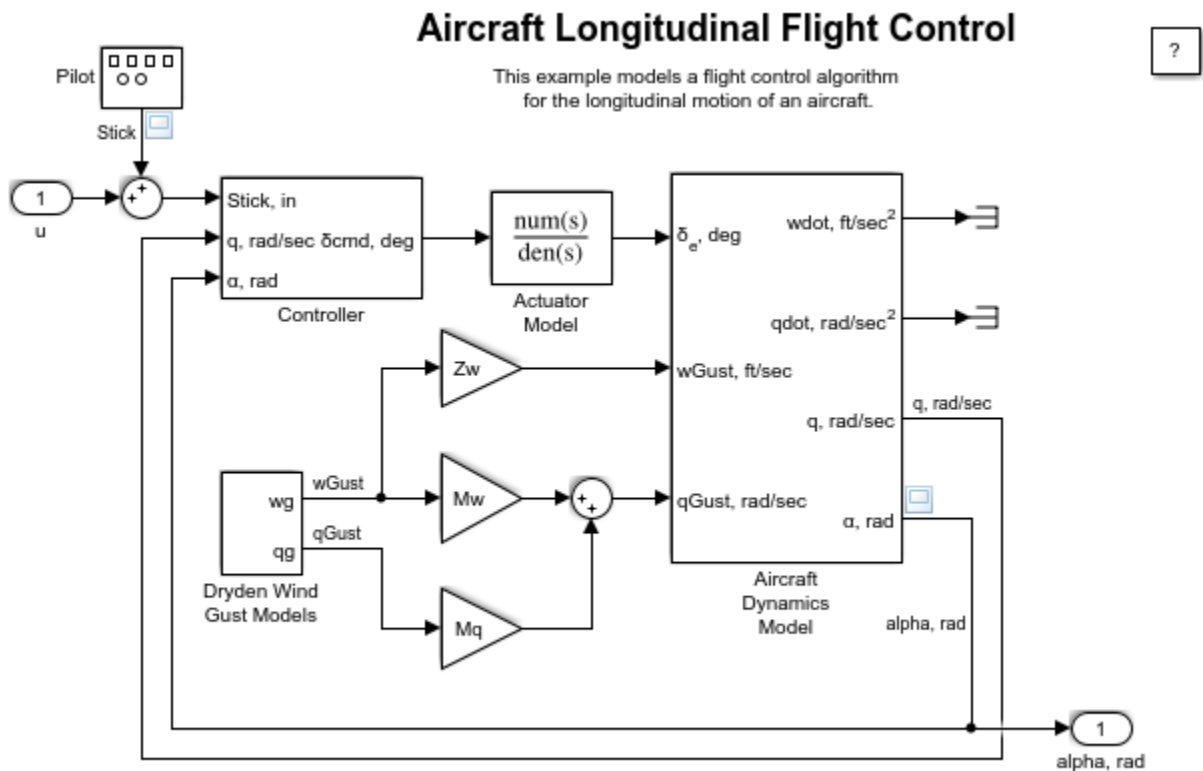 Aircraft Longitudinal Flight Control
?
This example models a flight control algorithm
for the longitudinal motion of an aircraft.
Pilot
Stick
1
u
Stick, in
q, rad/sec δcmd, deg
α, rad
Controller
num(s)
den(s)
Actuator
Model
δe, deg
wGust, ft/sec
qGust, rad/sec
wdot, ft/sec²
qdot, rad/sec²
q, rad/sec
α, rad
Aircraft
Dynamics
Model
q, rad/sec
Zw
Mw
Mq
wGust
wg
qGust
qg
Dryden Wind
Gust Models
alpha, rad
1
alpha, rad